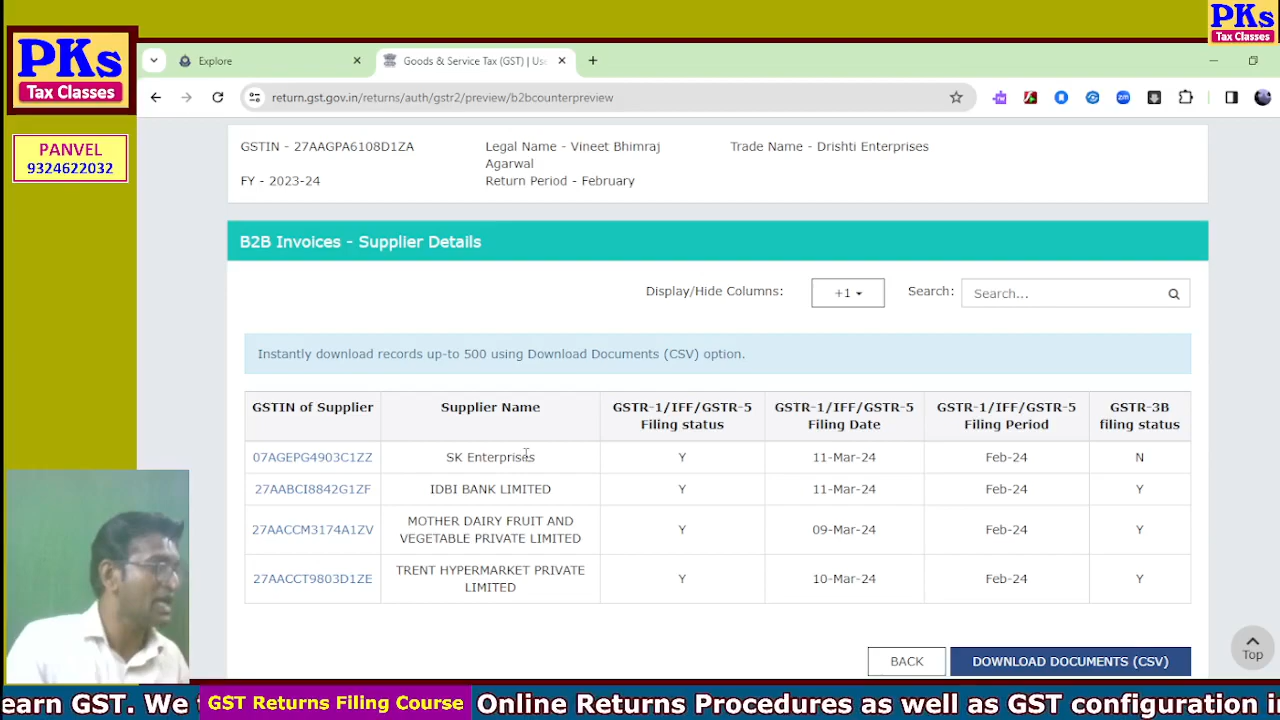 PKs
Tax Classes
PKs
Tax Classes
Explore
Goods & Service Tax (GST) | Use
return.gst.gov.in/returns/auth/gstr2/preview/b2bcounterpreview
PANVEL
9324622032
GSTIN - 27AAGPA6108D1ZA
Legal Name - Vineet Bhimraj
Agarwal
Trade Name - Drishti Enterprises
FY - 2023-24
Return Period - February
B2B Invoices - Supplier Details
Display/Hide Columns:
+1
Search:
Search...
Instantly download records up-to 500 using Download Documents (CSV) option.
GSTIN of Supplier
Supplier Name
GSTR-1/IFF/GSTR-5
Filing status
GSTR-1/IFF/GSTR-5
Filing Date
GSTR-1/IFF/GSTR-5
Filing Period
GSTR-3B
filing status
07AGEPG4903C1ZZ SK Enterprises Y 11-Mar-24 Feb-24 N
27AABCI8842G1ZF IDBI BANK LIMITED Y 11-Mar-24 Feb-24 Y
27AACCM3174A1ZV MOTHER DAIRY FRUIT AND
VEGETABLE PRIVATE LIMITED Y 09-Mar-24 Feb-24 Y
27AACCT9803D1ZE TRENT HYPERMARKET PRIVATE
LIMITED Y 10-Mar-24 Feb-24 Y
BACK
DOWNLOAD DOCUMENTS (CSV)
Top
earn GST. We
GST Returns Filing Course
Online Returns Procedures as well as GST configuration i